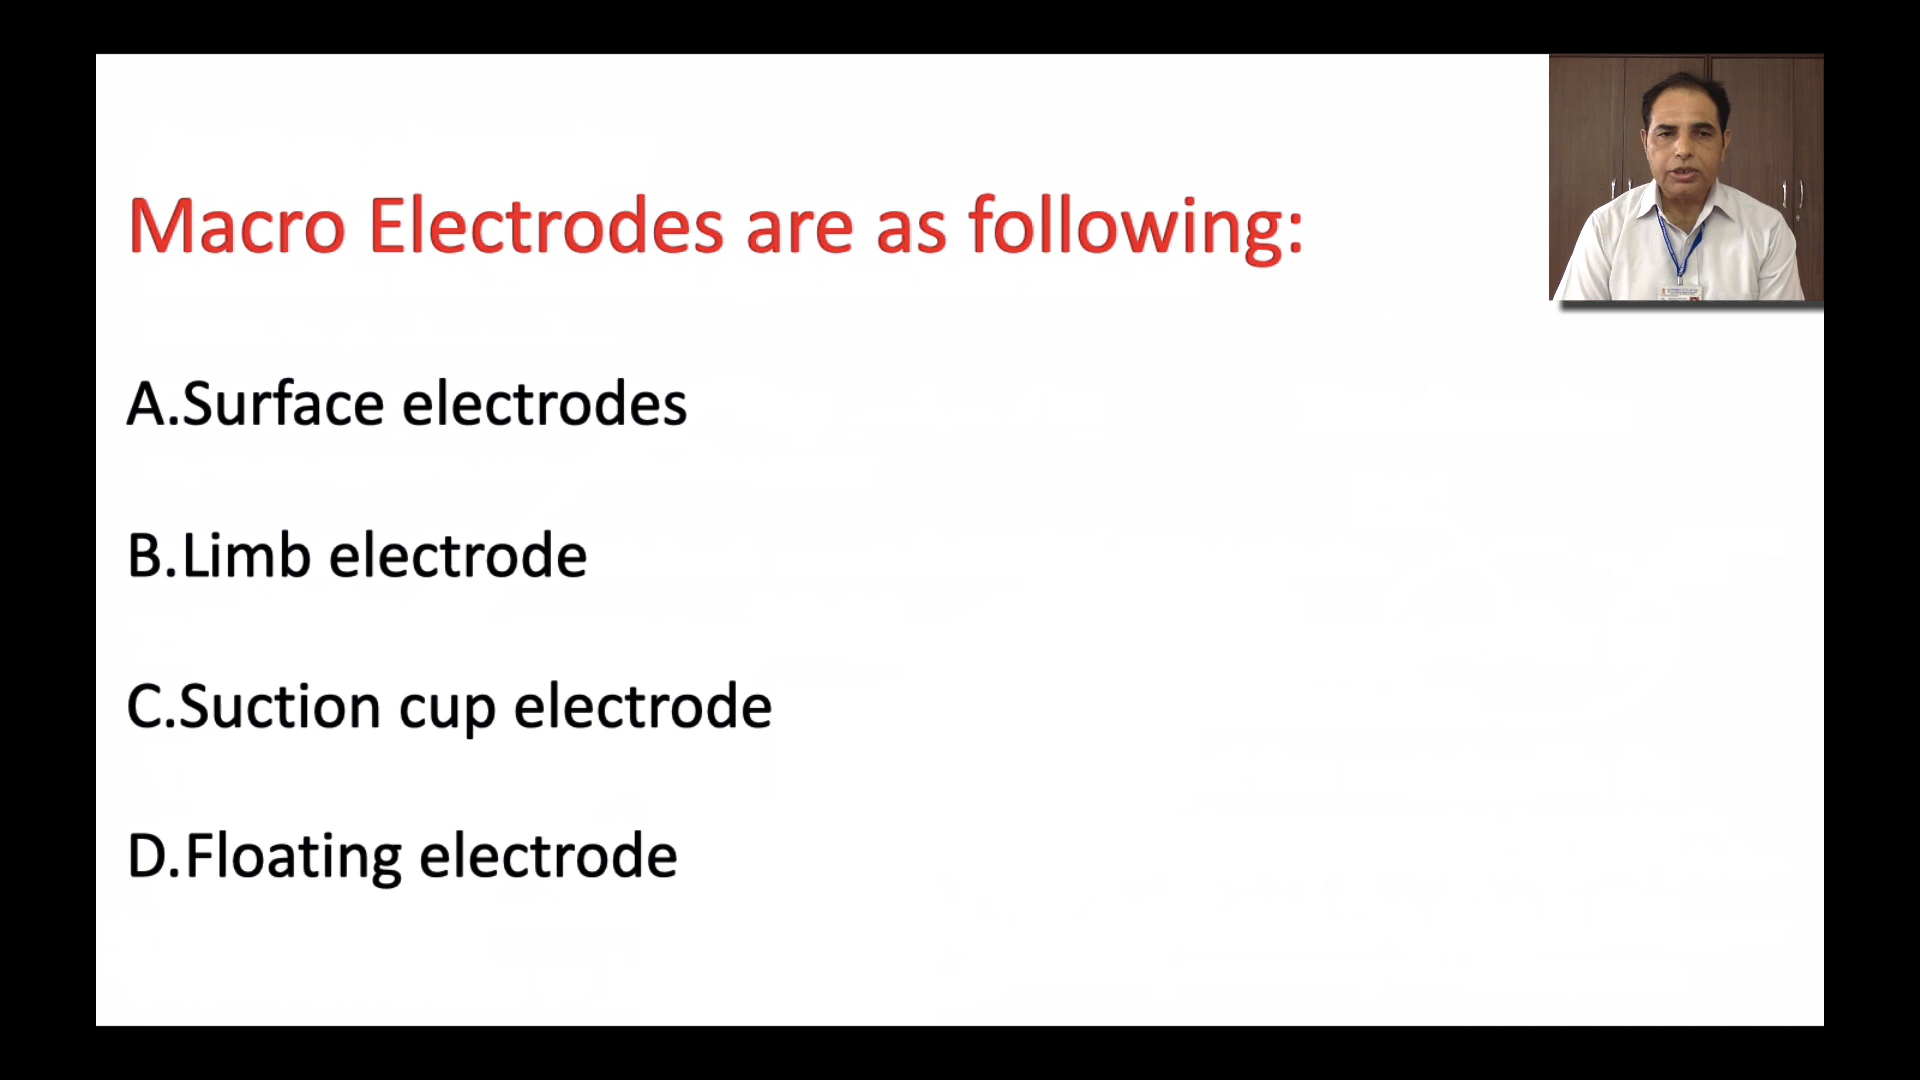 Macro Electrodes are as following:
A.Surface electrodes
B.Limb electrode
C.Suction cup electrode
D.Floating electrode